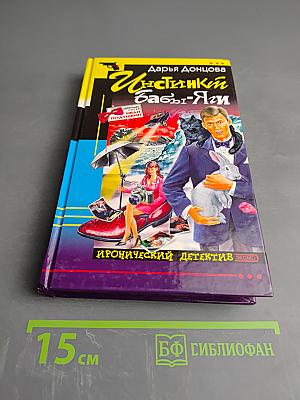 Дарья Донцова
Инстинкт
Бабы-Яги
ИРОНИЧЕСКИЙ ДЕТЕКТИВ
15 см
БФ БИБЛИОФАН